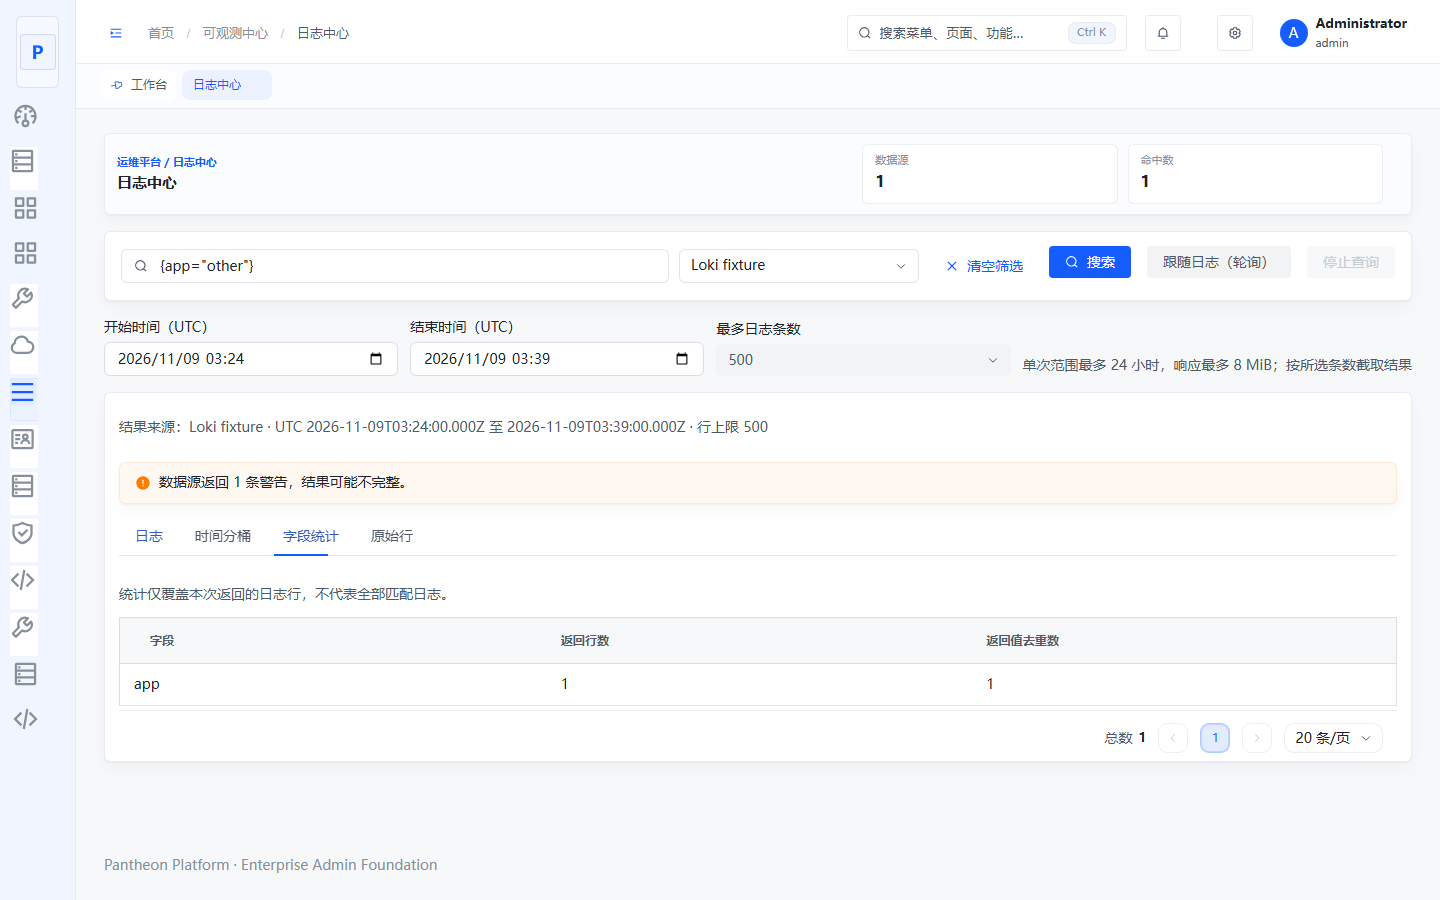 P
首页 / 可观测中心 / 日志中心
搜索菜单、页面、功能... Ctrl K
A
Administrator
admin
工作台
日志中心
运维平台 / 日志中心
日志中心
数据源
1
命中数
1
{app="other"}
Loki fixture
清空筛选
搜索
跟随日志（轮询）
停止查询
开始时间（UTC）
结束时间（UTC）
最多日志条数
2026/11/09 03:24
2026/11/09 03:39
500
单次范围最多 24 小时，响应最多 8 MiB；按所选条数截取结果
结果来源：Loki fixture · UTC 2026-11-09T03:24:00.000Z 至 2026-11-09T03:39:00.000Z · 行上限 500
数据源返回 1 条警告，结果可能不完整。
日志 时间分桶 字段统计 原始行
统计仅覆盖本次返回的日志行，不代表全部匹配日志。
字段 返回行数 返回值去重数
app 1 1
总数 1 1 20 条/页
Pantheon Platform · Enterprise Admin Foundation